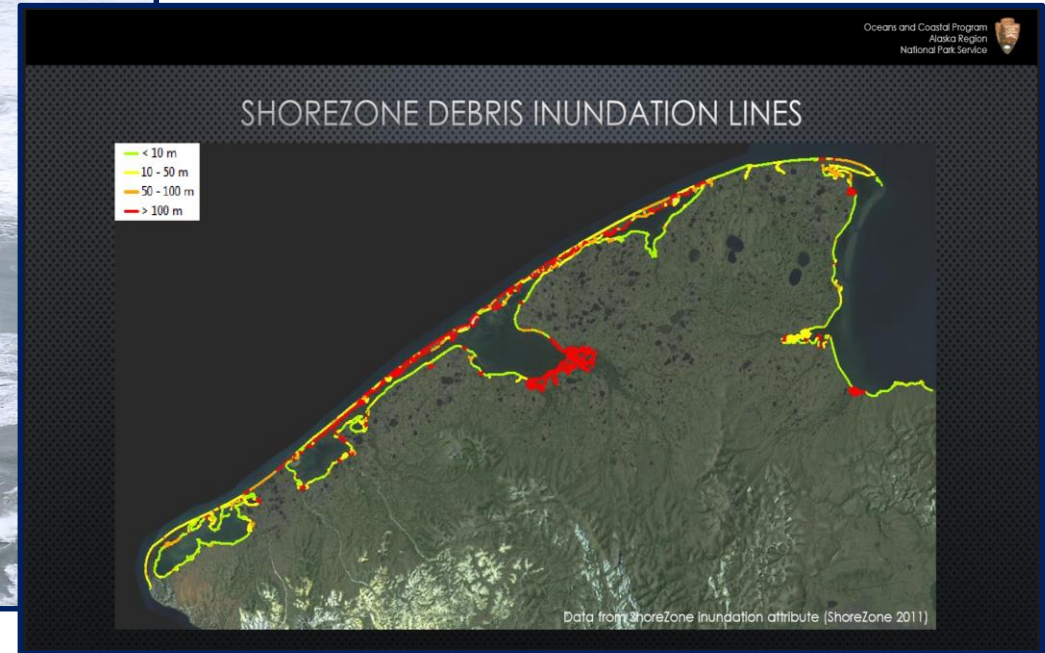 Oceans and Coastal Program
Alaska Region
National Park Service
SHOREZONE DEBRIS INUNDATION LINES
< 10 m
10 - 50 m
50 - 100 m
> 100 m
Data from ShoreZone inundation attribute (ShoreZone 2011)